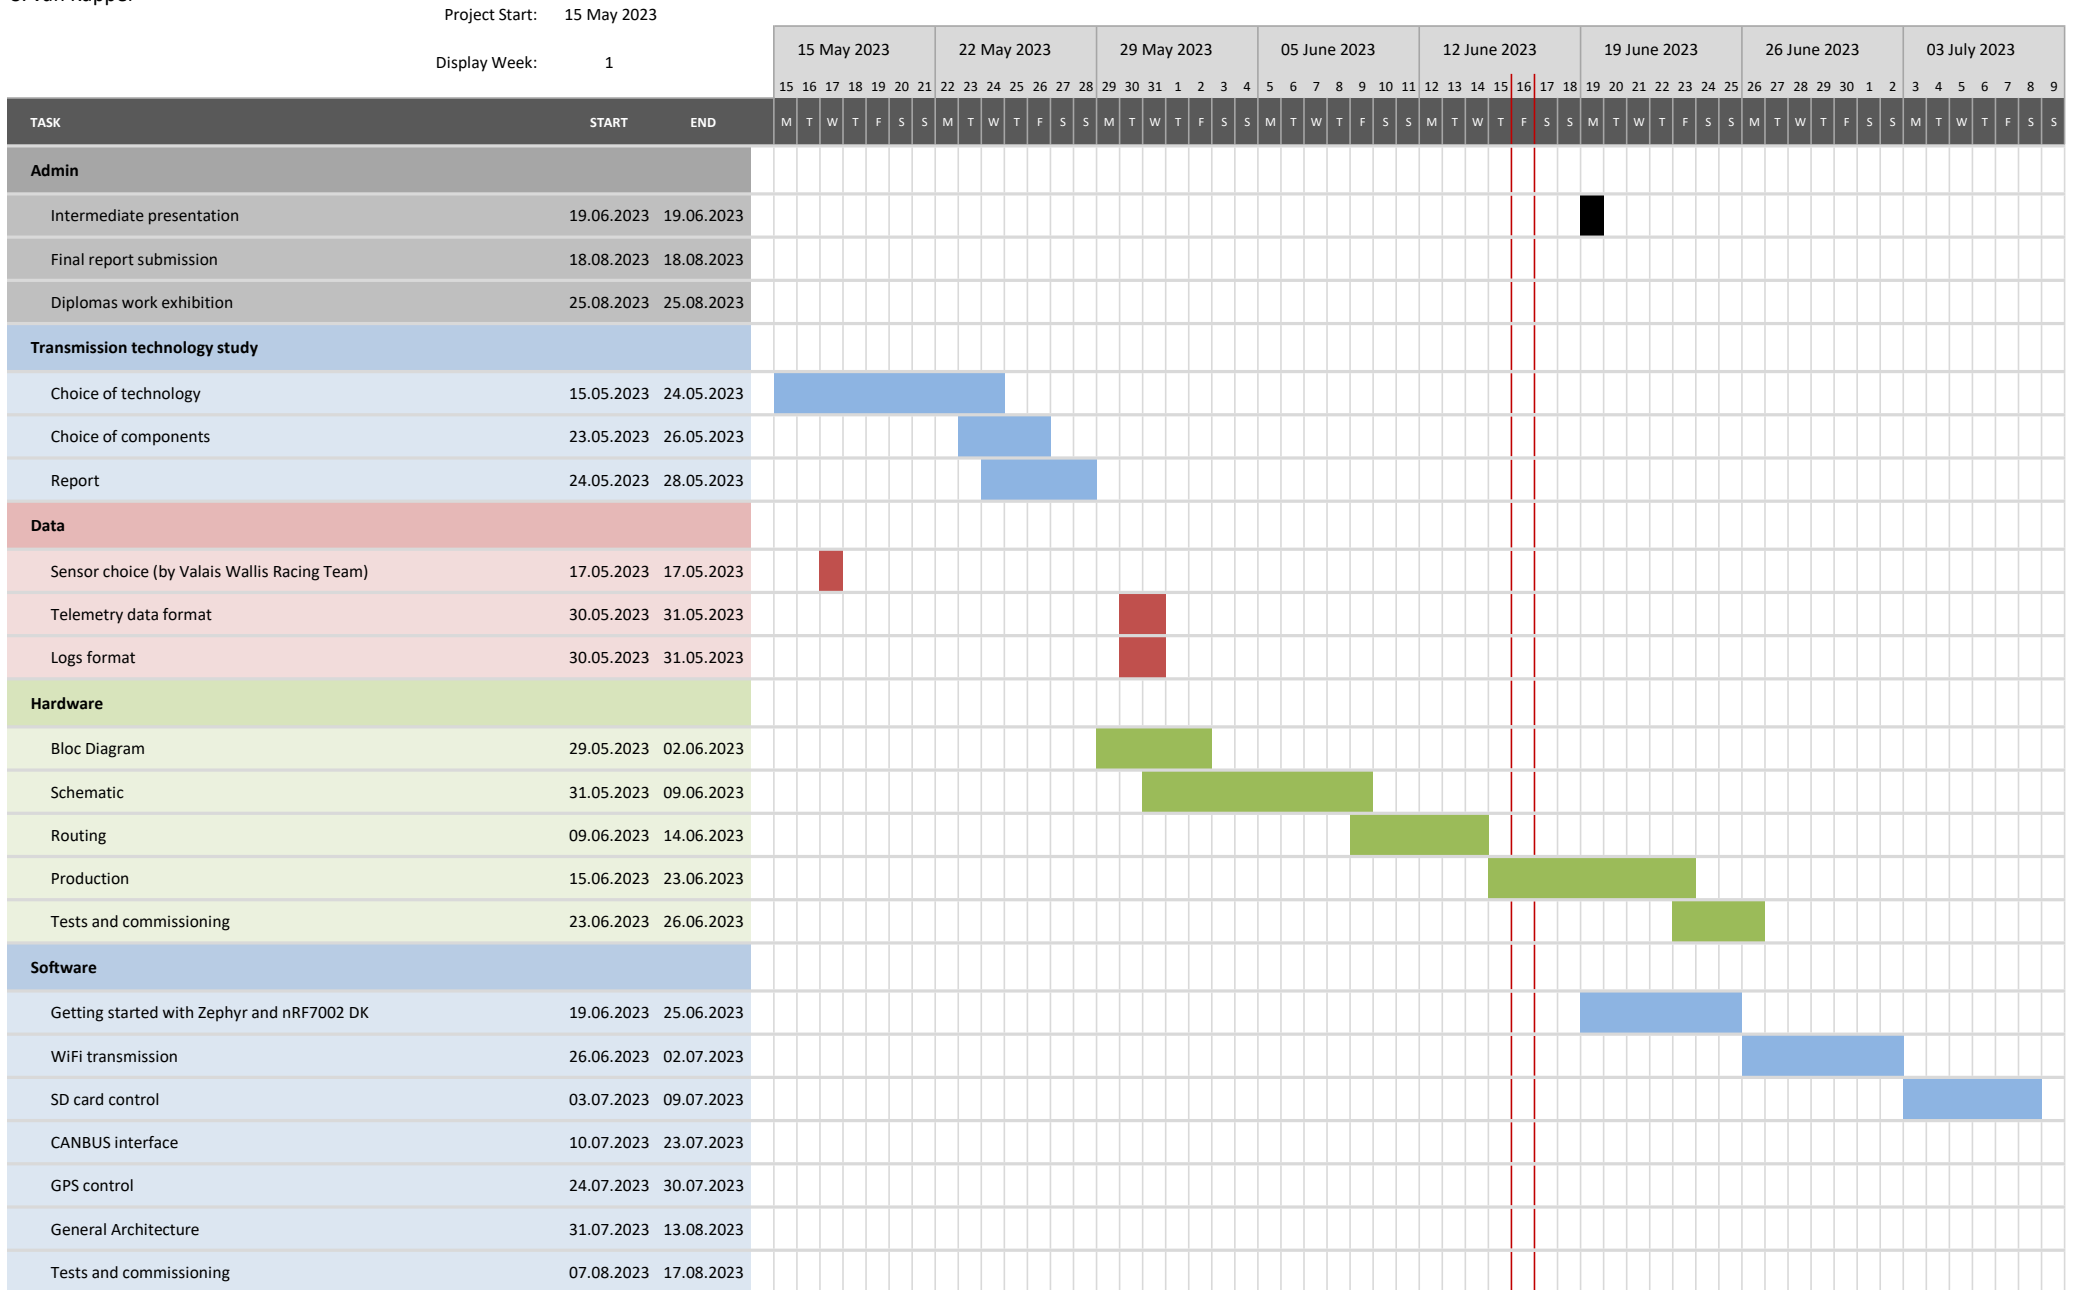 Project Start: 15 May 2023
Display Week: 1
15 May 2023 22 May 2023 29 May 2023 05 June 2023 12 June 2023 19 June 2023 26 June 2023 03 July 2023
15 16 17 18 19 20 21 22 23 24 25 26 27 28 29 30 31 1 2 3 4 5 6 7 8 9 10 11 12 13 14 15 16 17 18 19 20 21 22 23 24 25 26 27 28 29 30 1 2 3 4 5 6 7 8 9
TASK START END M T W T F S S M T W T F S S M T W T F S S M T W T F S S M T W T F S S M T W T F S S M T W T F S S M T W T F S S
Admin
Intermediate presentation 19.06.2023 19.06.2023
Final report submission 18.08.2023 18.08.2023
Diplomas work exhibition 25.08.2023 25.08.2023
Transmission technology study
Choice of technology 15.05.2023 24.05.2023
Choice of components 23.05.2023 26.05.2023
Report 24.05.2023 28.05.2023
Data
Sensor choice (by Valais Wallis Racing Team) 17.05.2023 17.05.2023
Telemetry data format 30.05.2023 31.05.2023
Logs format 30.05.2023 31.05.2023
Hardware
Bloc Diagram 29.05.2023 02.06.2023
Schematic 31.05.2023 09.06.2023
Routing 09.06.2023 14.06.2023
Production 15.06.2023 23.06.2023
Tests and commissioning 23.06.2023 26.06.2023
Software
Getting started with Zephyr and nRF7002 DK 19.06.2023 25.06.2023
WiFi transmission 26.06.2023 02.07.2023
SD card control 03.07.2023 09.07.2023
CANBUS interface 10.07.2023 23.07.2023
GPS control 24.07.2023 30.07.2023
General Architecture 31.07.2023 13.08.2023
Tests and commissioning 07.08.2023 17.08.2023